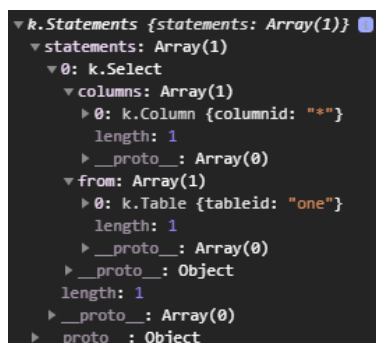 ▼k.Statements {statements: Array(1)} i
▼statements: Array(1)
▼0: k.Select
▼columns: Array(1)
▶0: k.Column {columnid: "*"}
length: 1
▶__proto__: Array(0)
▼from: Array(1)
▶0: k.Table {tableid: "one"}
length: 1
▶__proto__: Array(0)
▶__proto__: Object
length: 1
▶__proto__: Array(0)
▶__proto__: Object